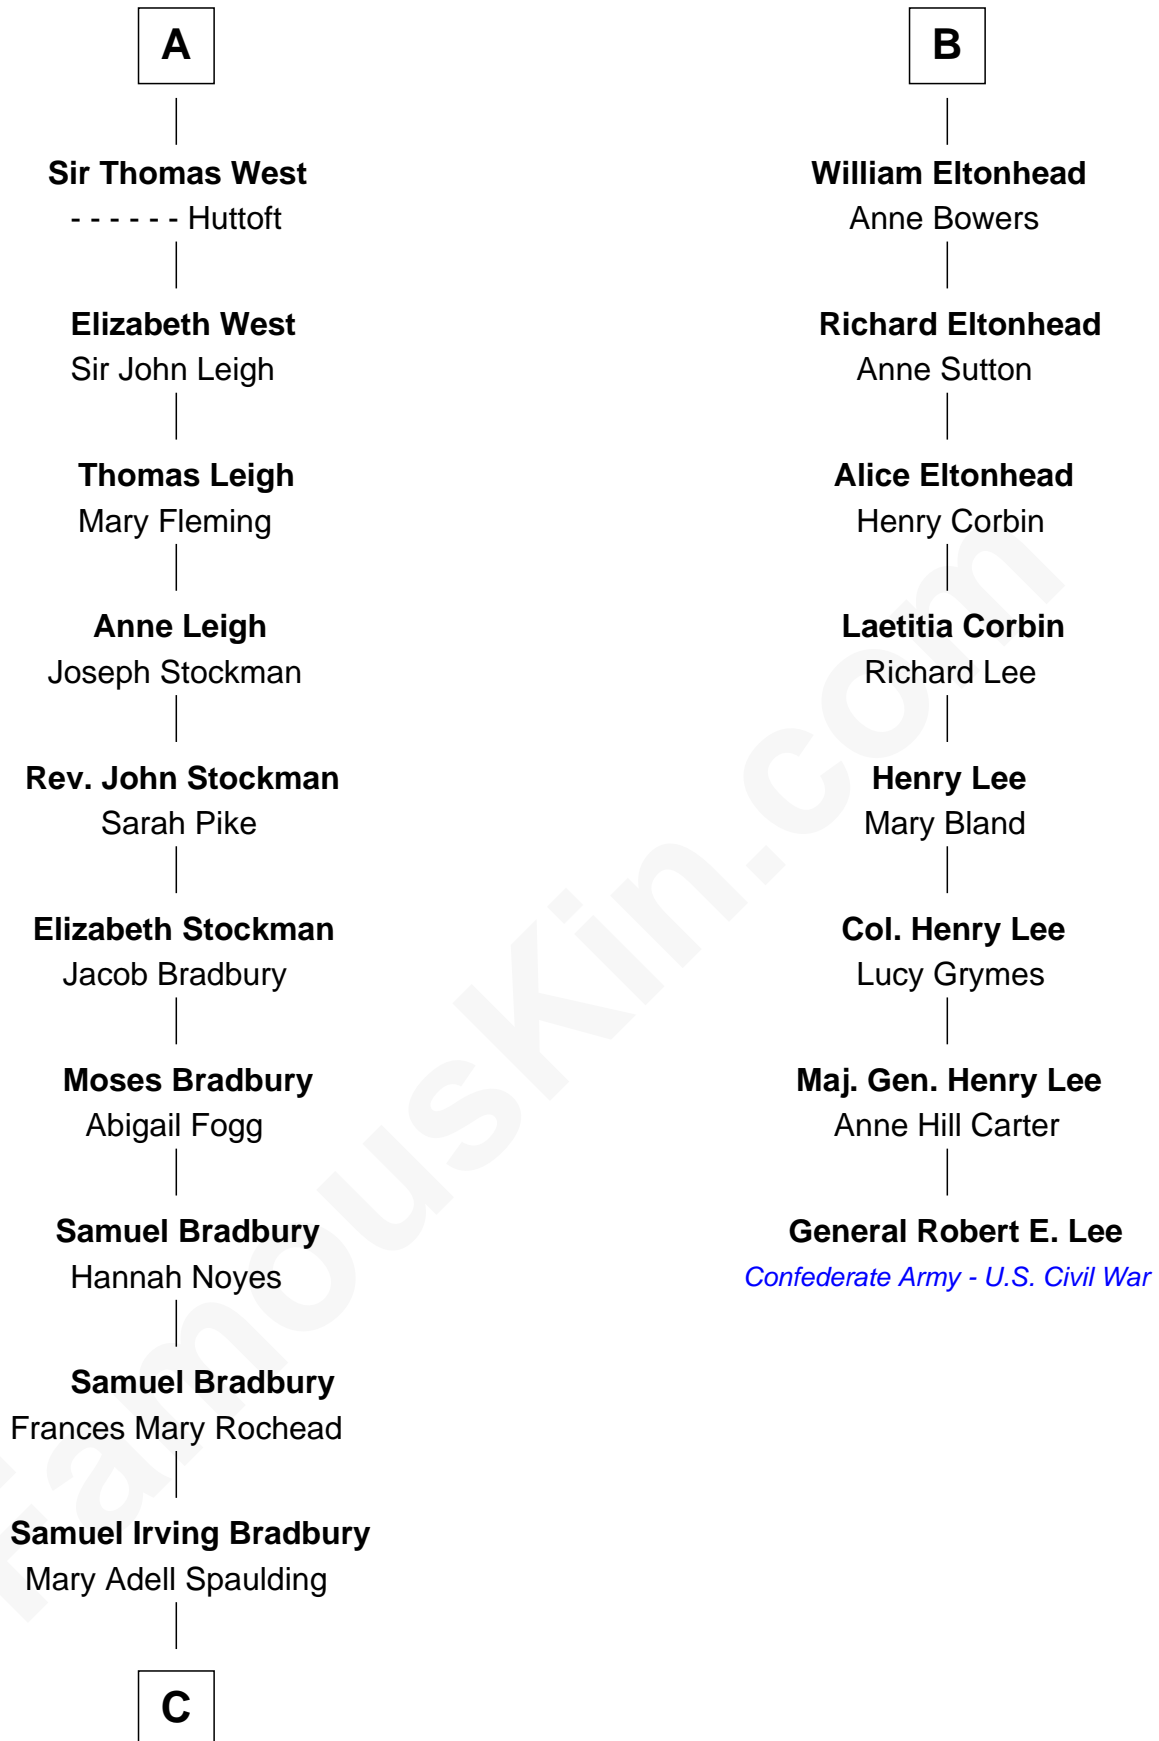 A
Sir Thomas West
- - - - - - Huttoft
Elizabeth West
Sir John Leigh
Thomas Leigh
Mary Fleming
Anne Leigh
Joseph Stockman
Rev. John Stockman
Sarah Pike
Elizabeth Stockman
Jacob Bradbury
Moses Bradbury
Abigail Fogg
Samuel Bradbury
Hannah Noyes
Samuel Bradbury
Frances Mary Rochead
Samuel Irving Bradbury
Mary Adell Spaulding
C
B
William Eltonhead
Anne Bowers
Richard Eltonhead
Anne Sutton
Alice Eltonhead
Henry Corbin
Laetitia Corbin
Richard Lee
Henry Lee
Mary Bland
Col. Henry Lee
Lucy Grymes
Maj. Gen. Henry Lee
Anne Hill Carter
General Robert E. Lee
Confederate Army - U.S. Civil War
FamousKin.com